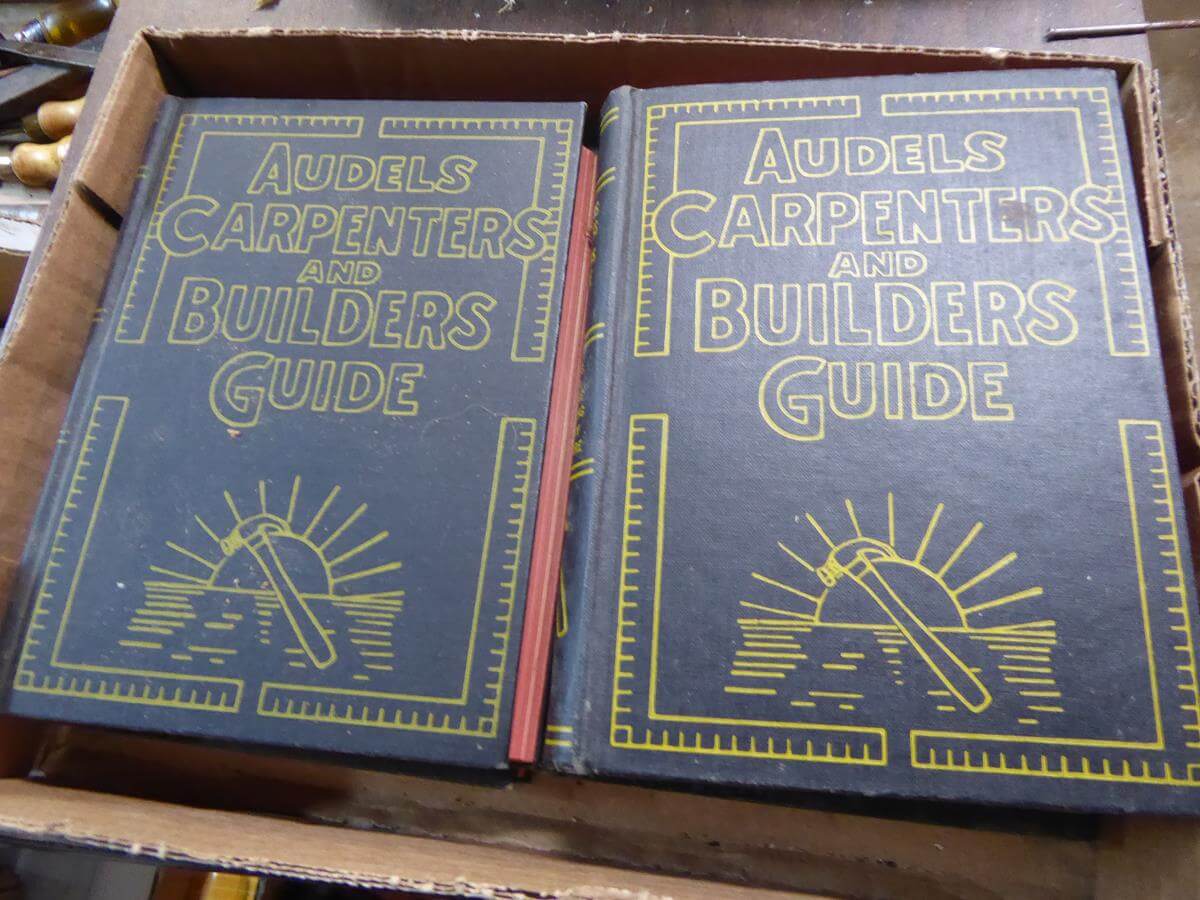 AUDELS
CARPENTERS
AND
BUILDERS
GUIDE
AUDELS
CARPENTERS
AND
BUILDERS
GUIDE